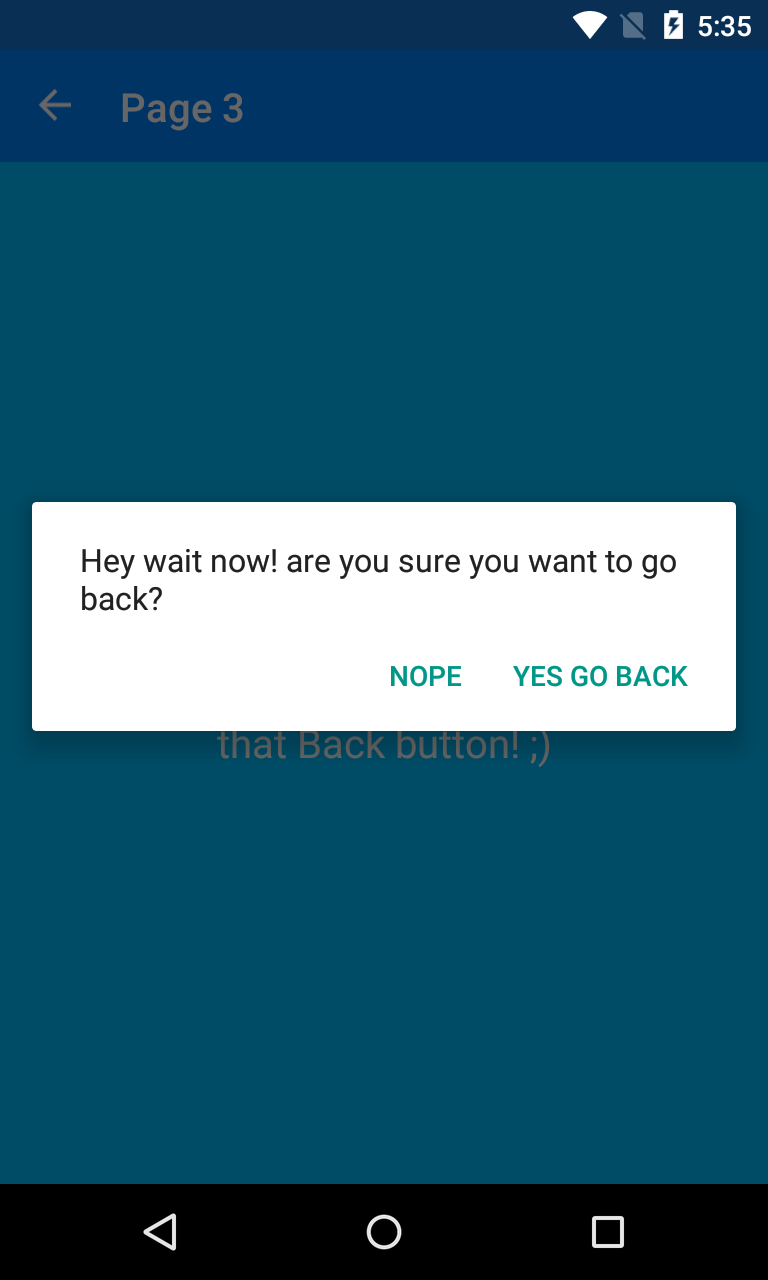 5:35
Page 3
Hey wait now! are you sure you want to go
back?
NOPE YES GO BACK
that Back button! ;)